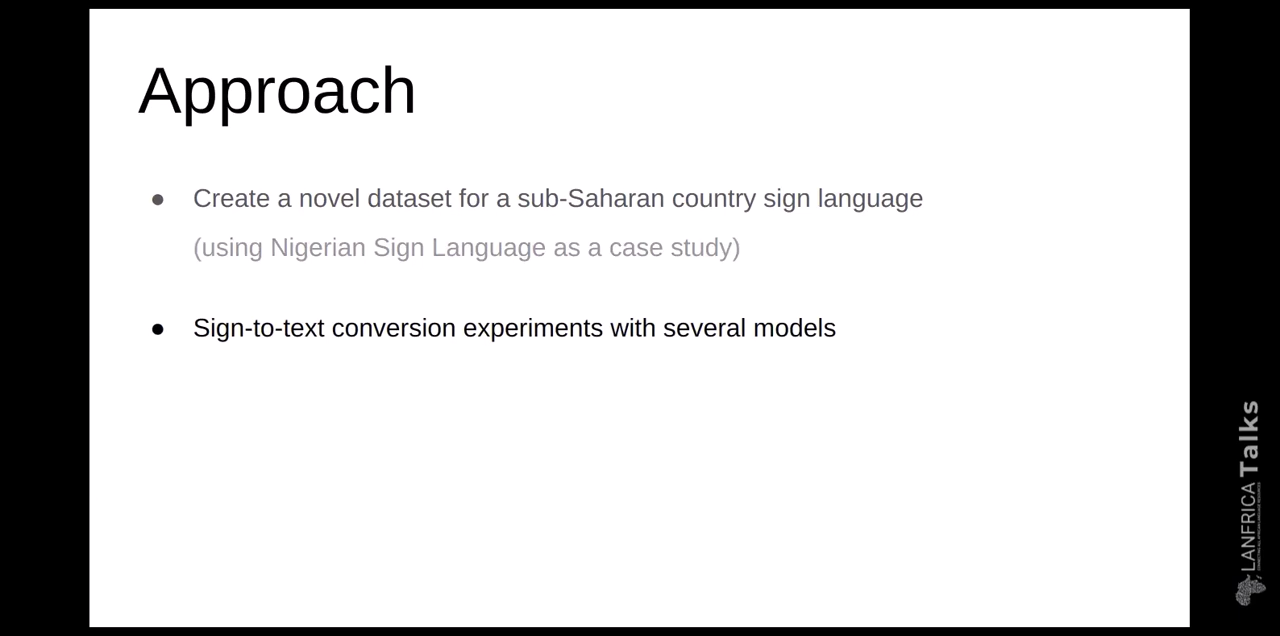 Approach
● Create a novel dataset for a sub-Saharan country sign language
(using Nigerian Sign Language as a case study)
● Sign-to-text conversion experiments with several models
LANFRICA Talks